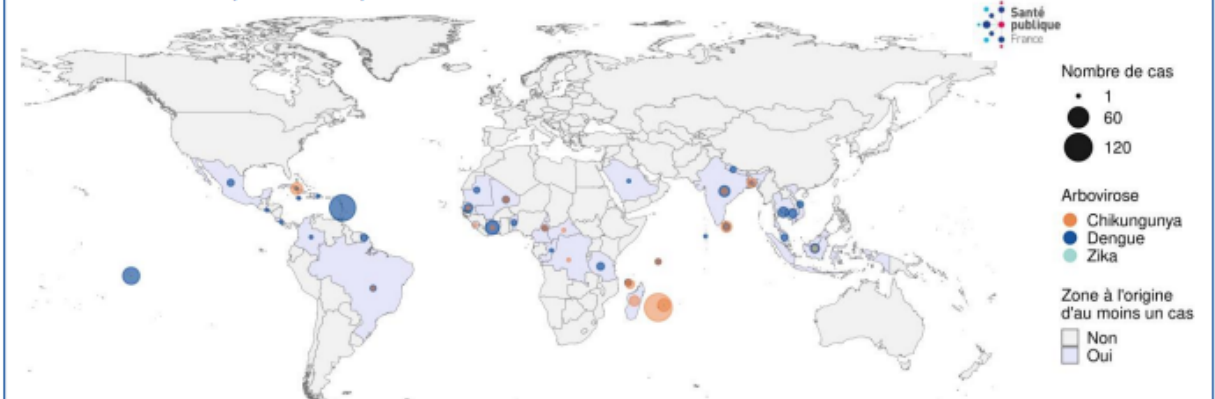 Santé
publique
France
Nombre de cas
1
60
120
Arbovirose
Chikungunya
Dengue
Zika
Zone à l'origine
d'au moins un cas
Non
Oui